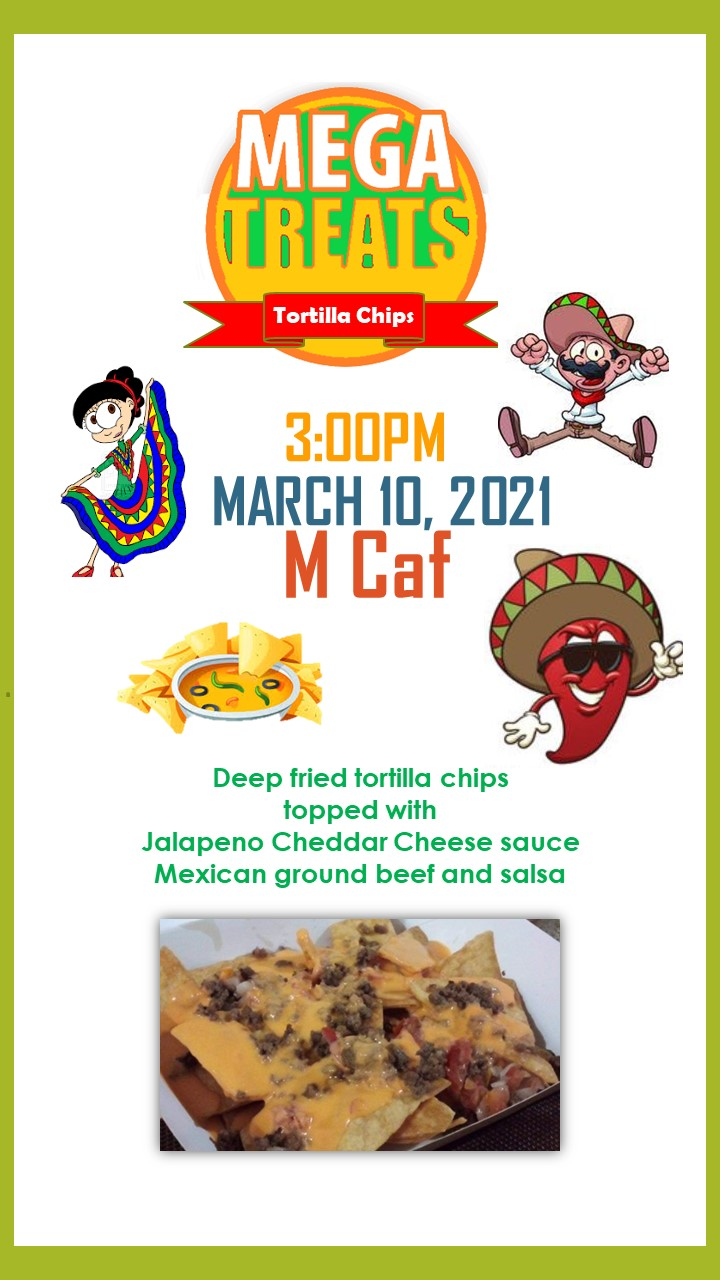 MEGA
TREATS
Tortilla Chips
3:00PM
MARCH 10, 2021
M Caf
Deep fried tortilla chips
topped with
Jalapeno Cheddar Cheese sauce
Mexican ground beef and salsa